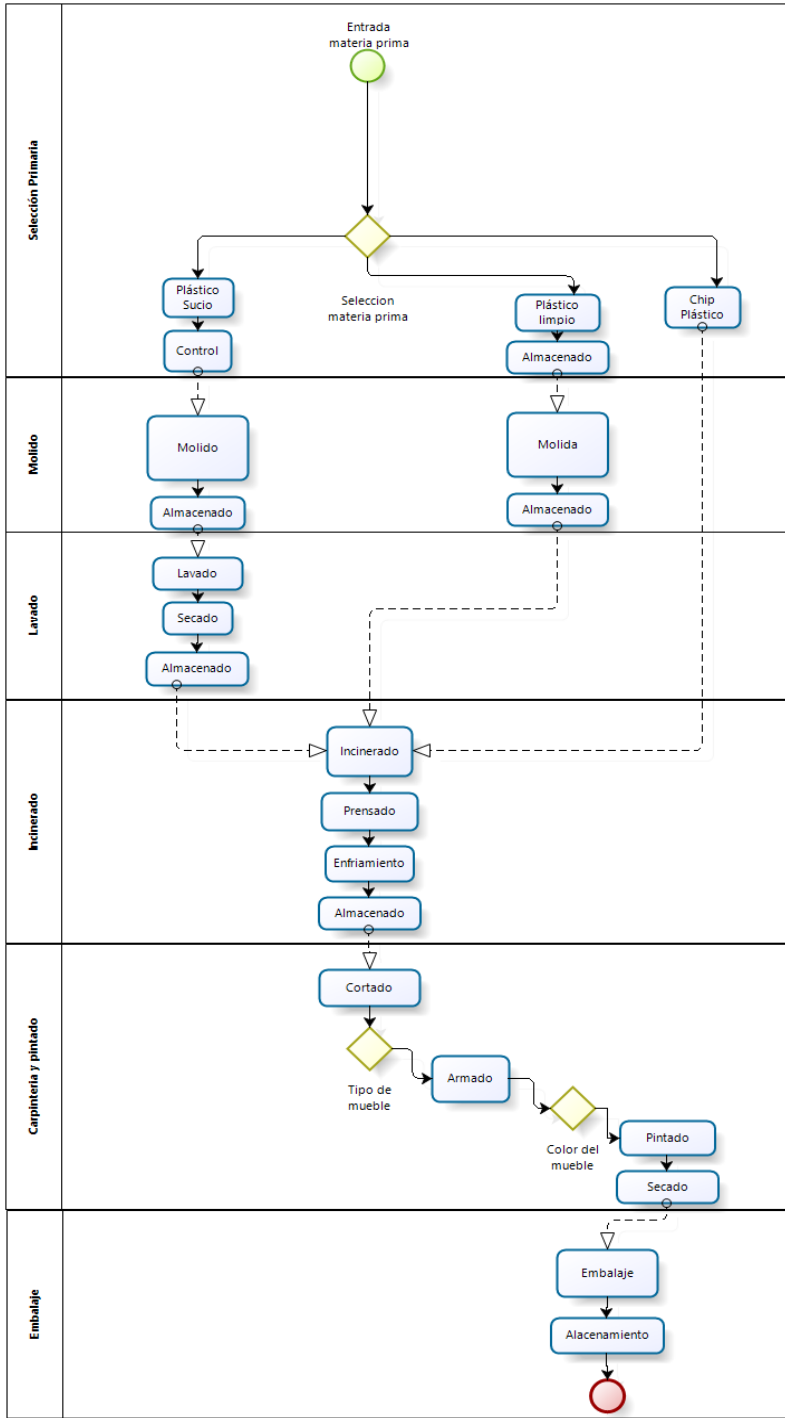 Entrada
materia prima
Selección Primaria
Plástico
Sucio
Seleccion
materia prima
Plástico
limpio
Chip
Plástico
Control
Almacenado
Molido
Molido
Molida
Almacenado
Almacenado
Lavado
Lavado
Secado
Almacenado
Incinerado
Incinerado
Prensado
Enfriamiento
Almacenado
Carpinteria y pintado
Cortado
Tipo de
mueble
Armado
Color del
mueble
Pintado
Secado
Embalaje
Embalaje
Alacenamiento